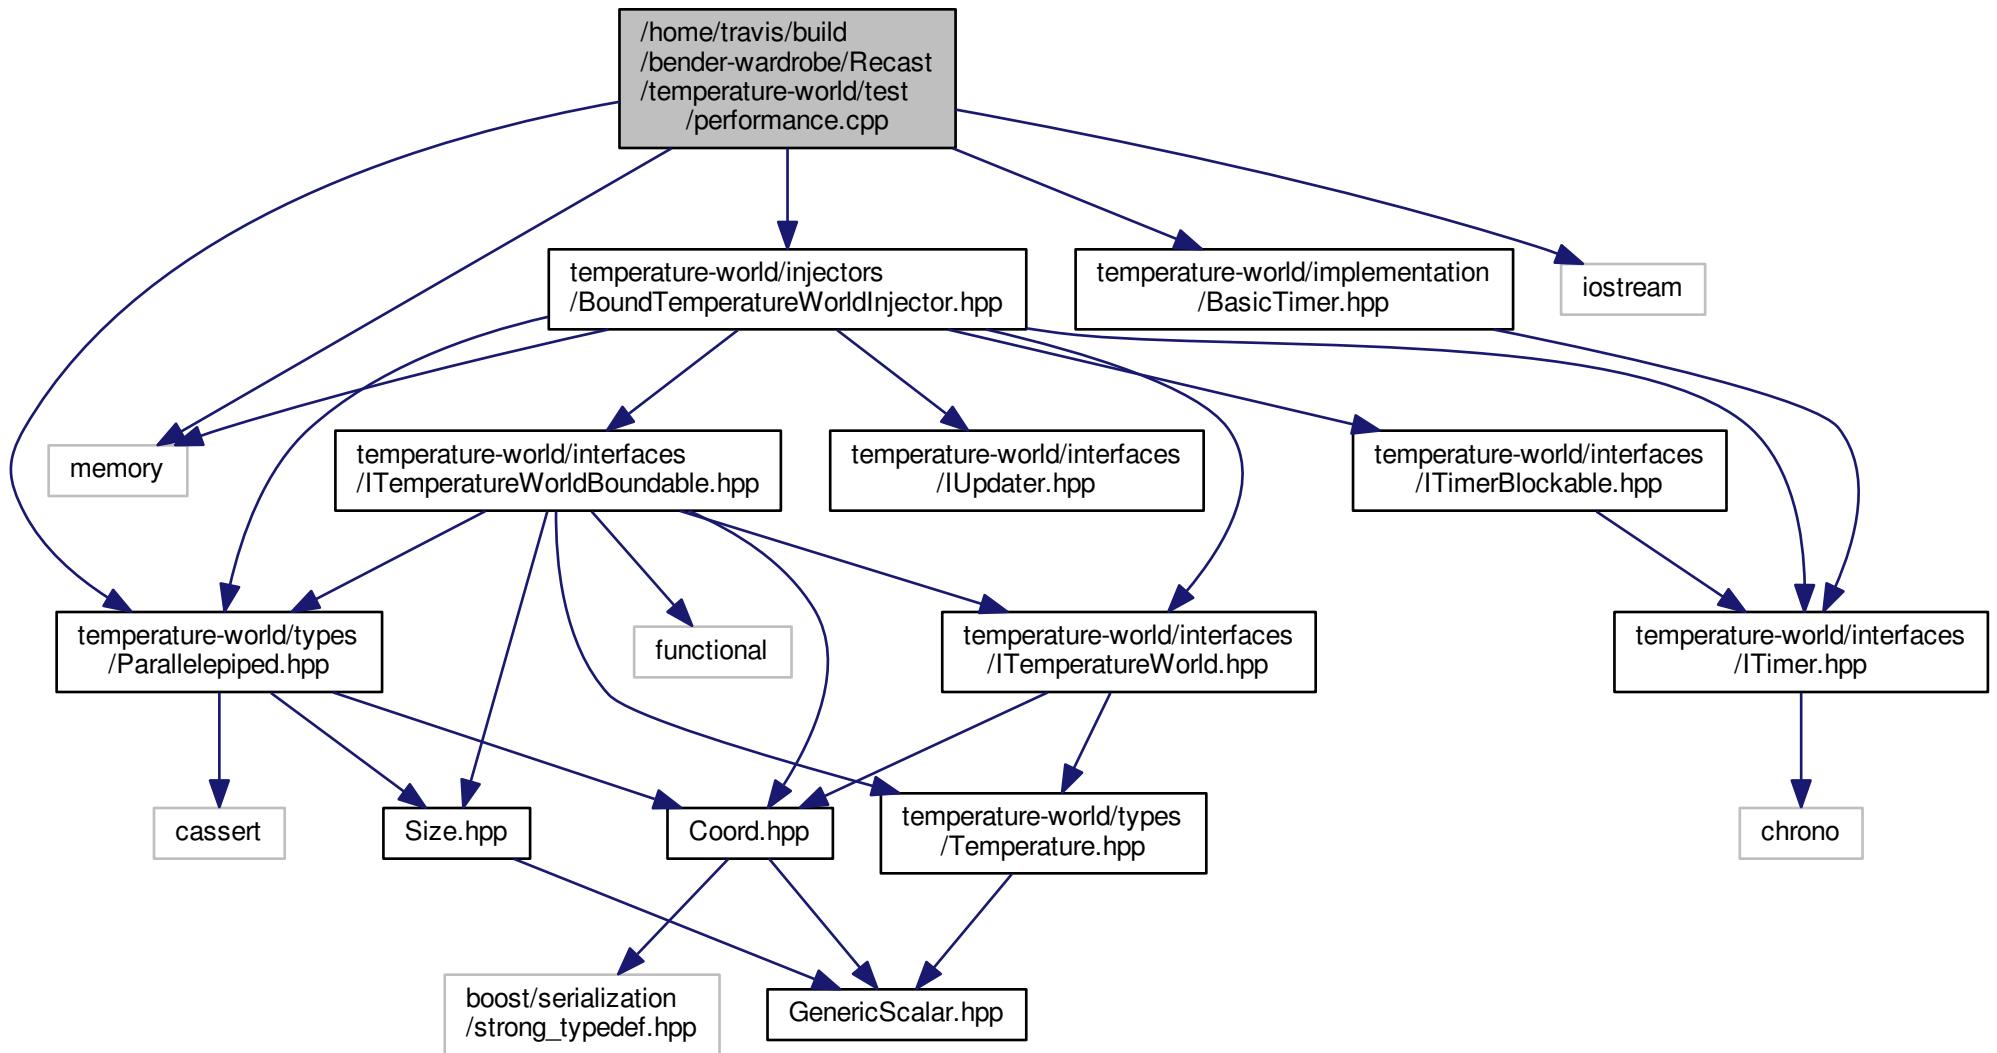 /home/travis/build
/bender-wardrobe/Recast
/temperature-world/test
/performance.cpp
temperature-world/injectors
/BoundTemperatureWorldInjector.hpp
temperature-world/implementation
/BasicTimer.hpp
iostream
memory
temperature-world/interfaces
/ITemperatureWorldBoundable.hpp
temperature-world/interfaces
/IUpdater.hpp
temperature-world/interfaces
/ITimerBlockable.hpp
temperature-world/types
/Parallelepiped.hpp
functional
temperature-world/interfaces
/ITemperatureWorld.hpp
temperature-world/interfaces
/ITimer.hpp
cassert
Size.hpp
Coord.hpp
temperature-world/types
/Temperature.hpp
chrono
boost/serialization
/strong_typedef.hpp
GenericScalar.hpp